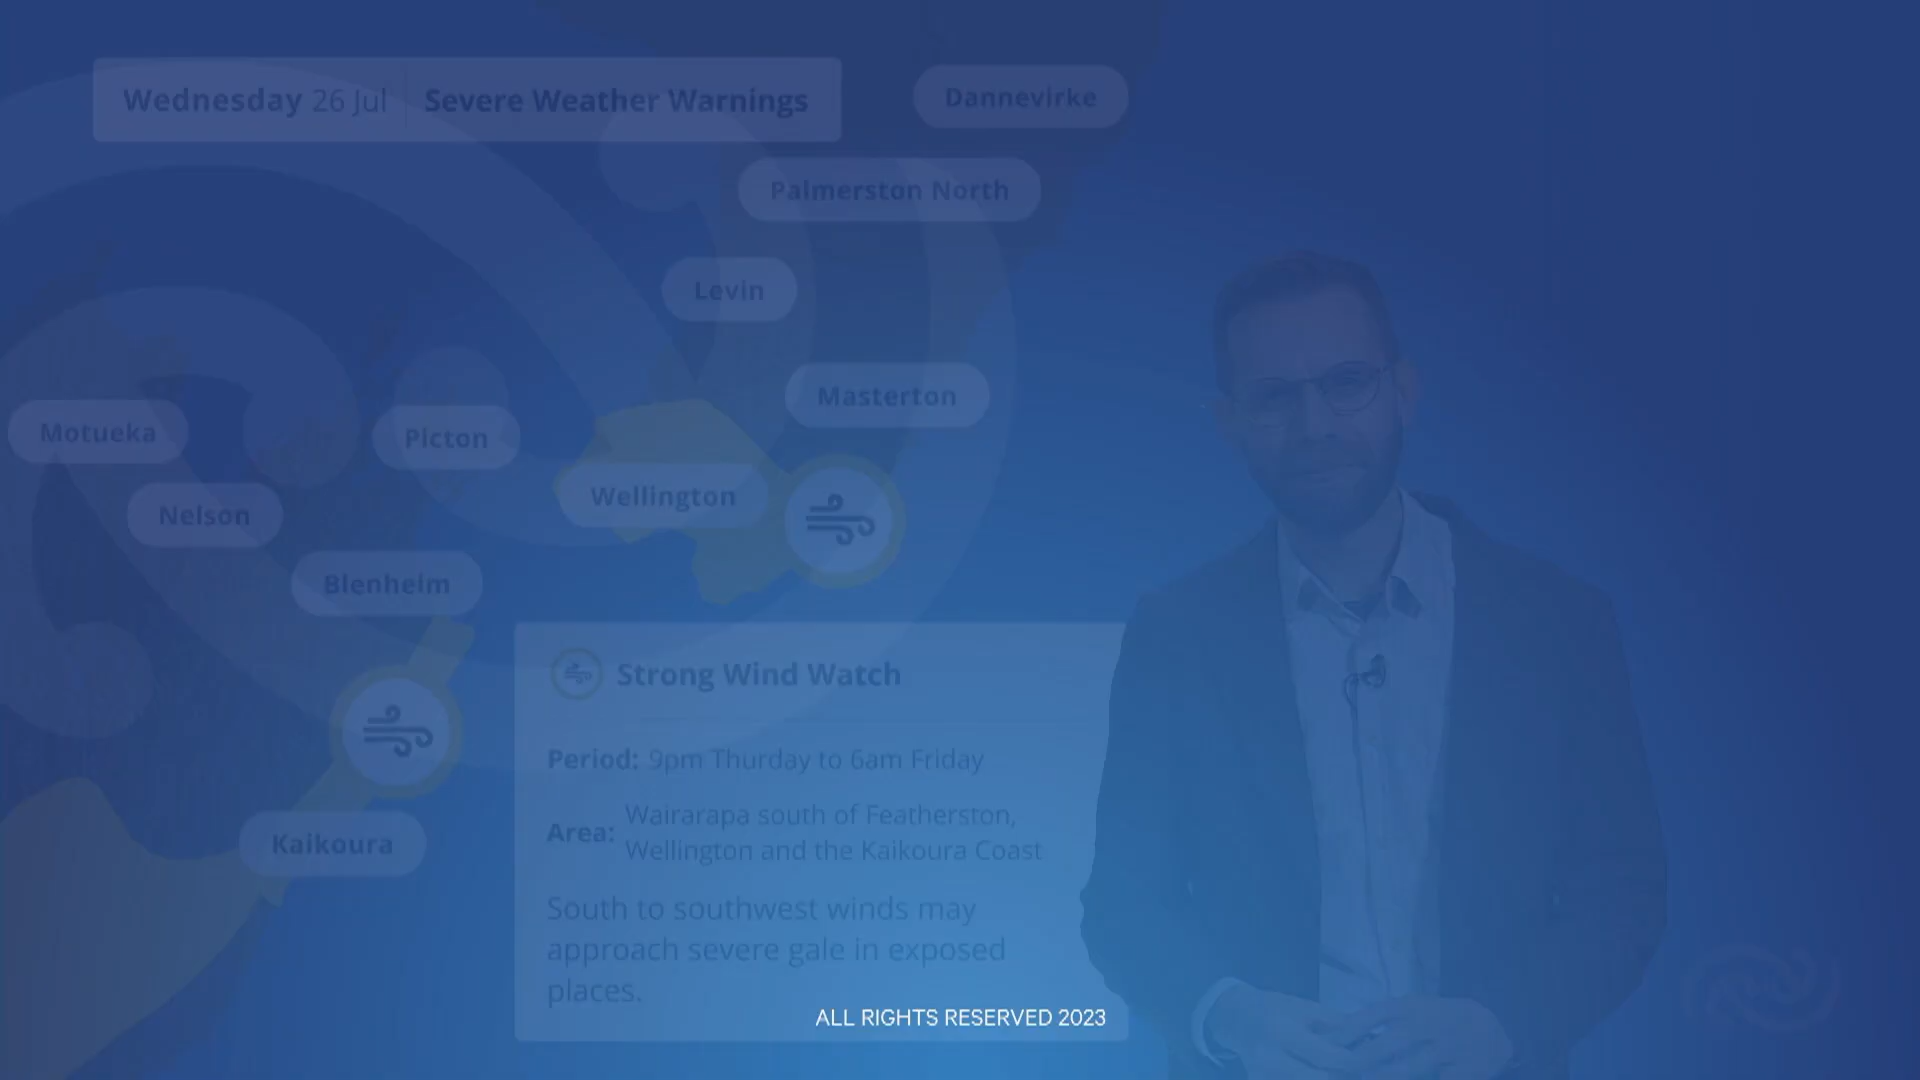 Wednesday 26 Jul Severe Weather Warnings
Dannevirke
Palmerston North
Levin
Masterton
Motueka
Picton
Wellington
Nelson
Blenheim
Kaikoura
Strong Wind Watch
Period: 9pm Thurday to 6am Friday
Area: Wairarapa south of Featherston,
Wellington and the Kaikoura Coast
South to southwest winds may
approach severe gale in exposed
places.
ALL RIGHTS RESERVED 2023